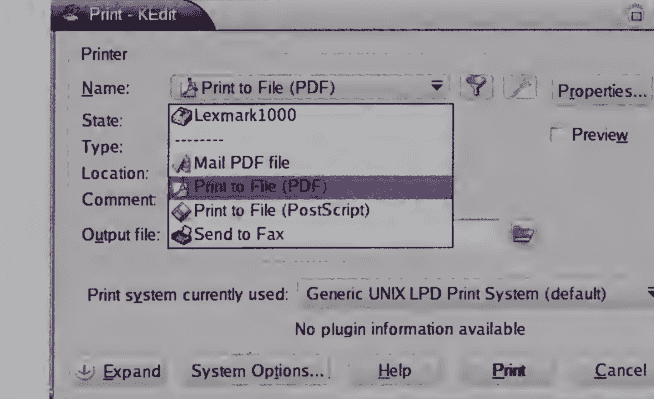 Print - KEdit
Printer
Name: Print to File (PDF) Properties...
State: Lexmark1000
Type: --------
Preview
Location: Mail PDF file
Print to File (PDF)
Comment: Print to File (PostScript)
Output file: Send to Fax
Print system currently used: Generic UNIX LPD Print System (default)
No plugin information available
Expand System Options... Help Print Cancel